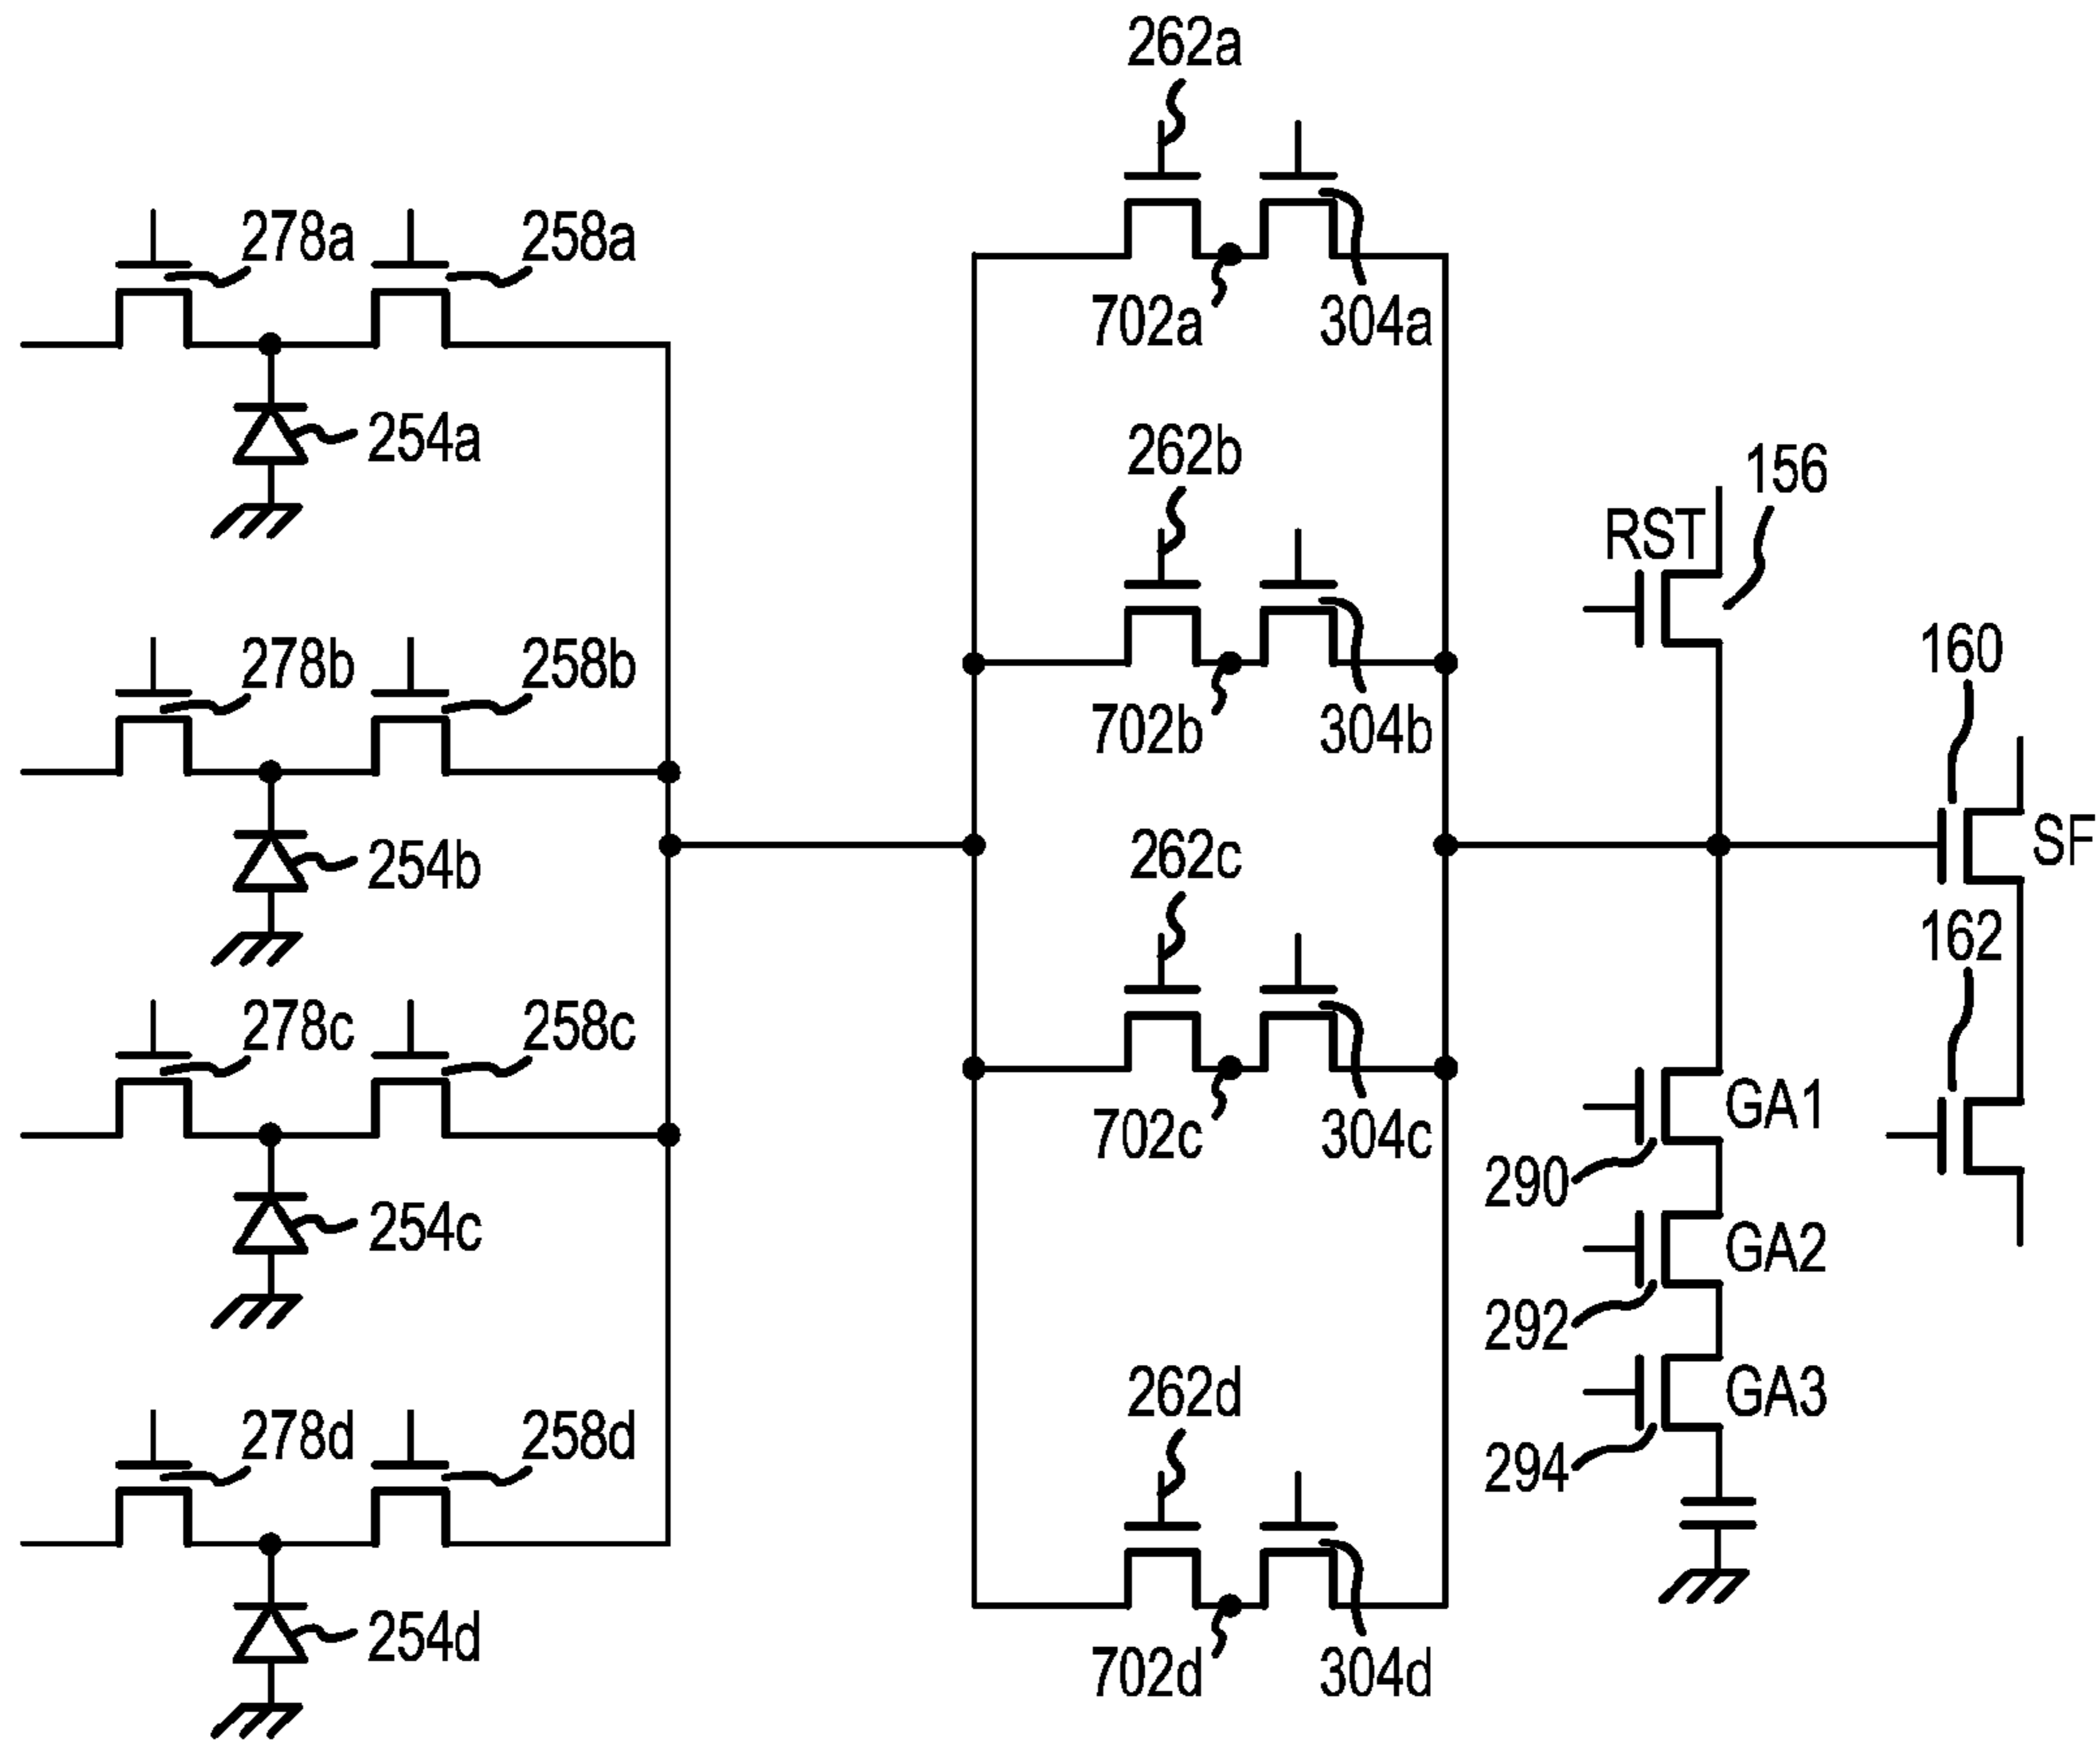 262a
278a
258a
702a
304a
254a
262b
156
RST
160
278b
258b
702b
304b
SF
254b
262c
162
278c
258c
GA1
702c
304c
290
254c
GA2
292
262d
GA3
278d
258d
294
254d
702d
304d